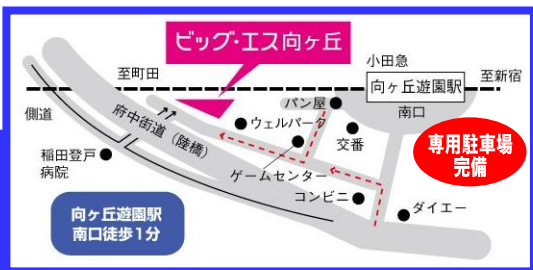 ビッグ・エス向ヶ丘
小田急
至町田
向ヶ丘遊園駅
至新宿
側道
パン屋
南口
府中街道（陸橋）
ウェルパーク
交番
専用駐車場
完備
稲田登戸
病院
ゲームセンター
コンビニ
ダイエー
向ヶ丘遊園駅
南口徒歩1分